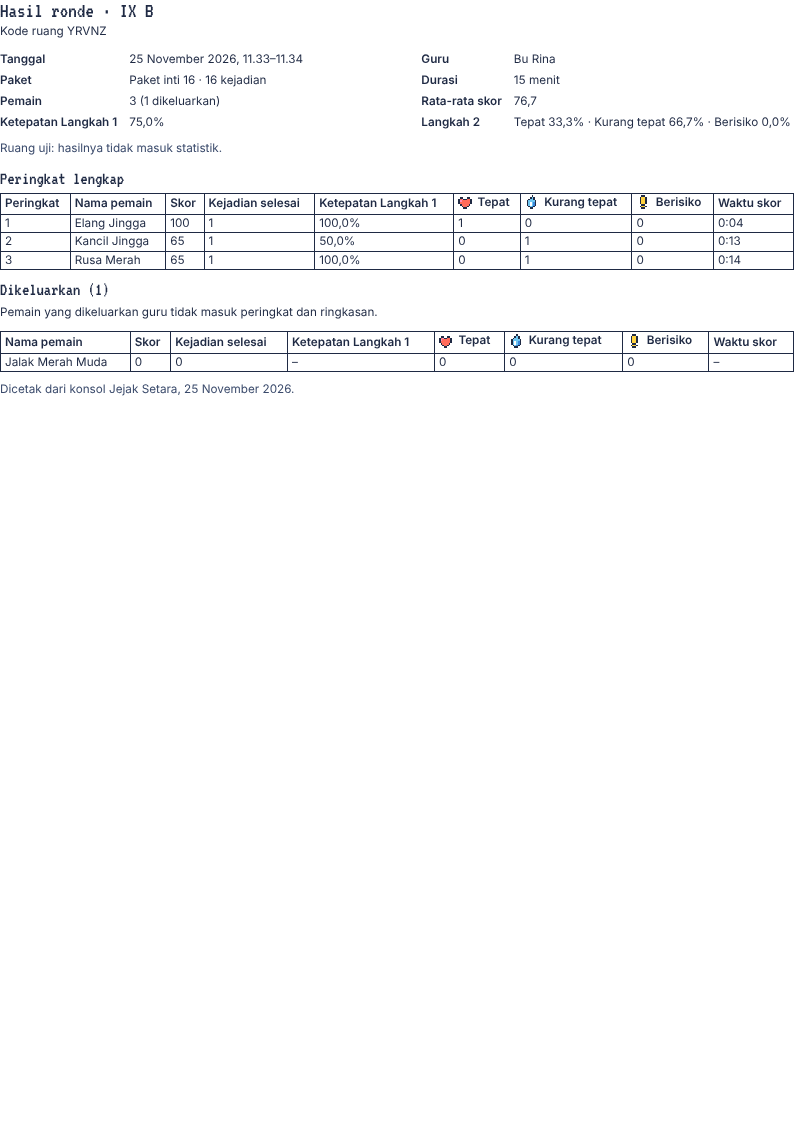 Hasil ronde · IX B
Kode ruang YRVNZ
Tanggal 25 November 2026, 11.33–11.34 Guru Bu Rina
Paket Paket inti 16 · 16 kejadian Durasi 15 menit
Pemain 3 (1 dikeluarkan) Rata-rata skor 76,7
Ketepatan Langkah 1 75,0% Langkah 2 Tepat 33,3% · Kurang tepat 66,7% · Berisiko 0,0%
Ruang uji: hasilnya tidak masuk statistik.
Peringkat lengkap
Peringkat Nama pemain Skor Kejadian selesai Ketepatan Langkah 1 Tepat Kurang tepat Berisiko Waktu skor
1 Elang Jingga 100 1 100,0% 1 0 0 0:04
2 Kancil Jingga 65 1 50,0% 0 1 0 0:13
3 Rusa Merah 65 1 100,0% 0 1 0 0:14
Dikeluarkan (1)
Pemain yang dikeluarkan guru tidak masuk peringkat dan ringkasan.
Nama pemain Skor Kejadian selesai Ketepatan Langkah 1 Tepat Kurang tepat Berisiko Waktu skor
Jalak Merah Muda 0 0 – 0 0 0 –
Dicetak dari konsol Jejak Setara, 25 November 2026.